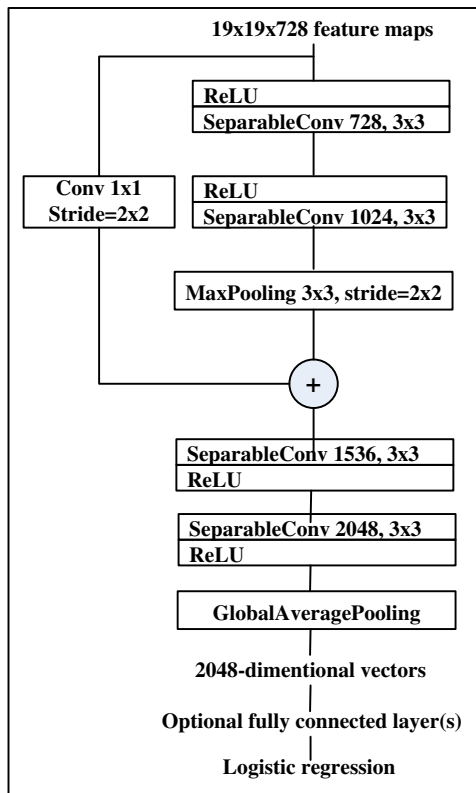 19x19x728 feature maps
ReLU
SeparableConv 728, 3x3
Conv 1x1
Stride=2x2
ReLU
SeparableConv 1024, 3x3
MaxPooling 3x3, stride=2x2
+
SeparableConv 1536, 3x3
ReLU
SeparableConv 2048, 3x3
ReLU
GlobalAveragePooling
2048-dimentional vectors
Optional fully connected layer(s)
Logistic regression